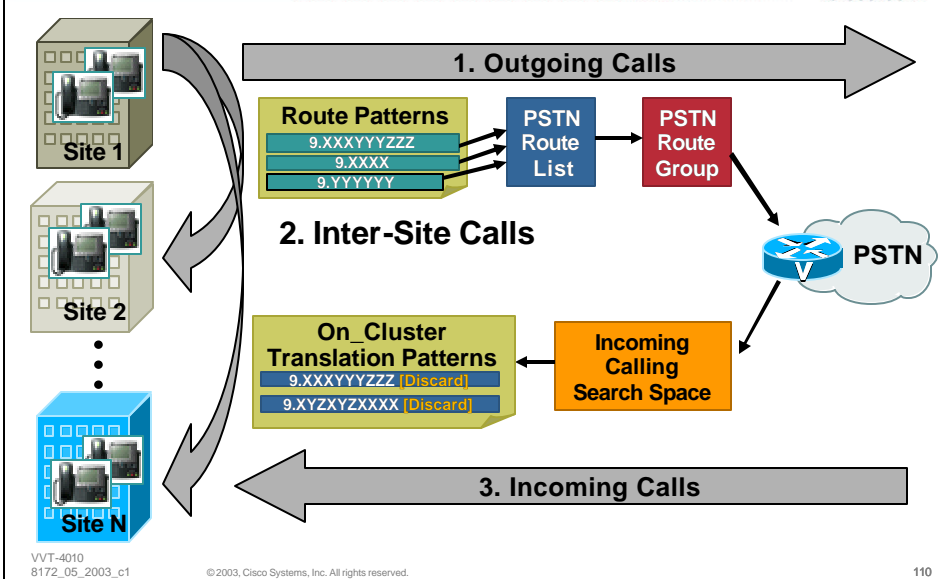 1. Outgoing Calls
Site 1
Route Patterns
9.XXXYYYZZZ
9.XXXX
9.YYYYYY
PSTN
Route
List
PSTN
Route
Group
2. Inter-Site Calls
V
PSTN
Site 2
On_Cluster
Translation Patterns
9.XXXYYYZZZ [Discard]
9.XYZXYZXXXX [Discard]
Incoming
Calling
Search Space
3. Incoming Calls
Site N
VVT-4010
8172_05_2003_c1
©2003, Cisco Systems, Inc. All rights reserved.
110